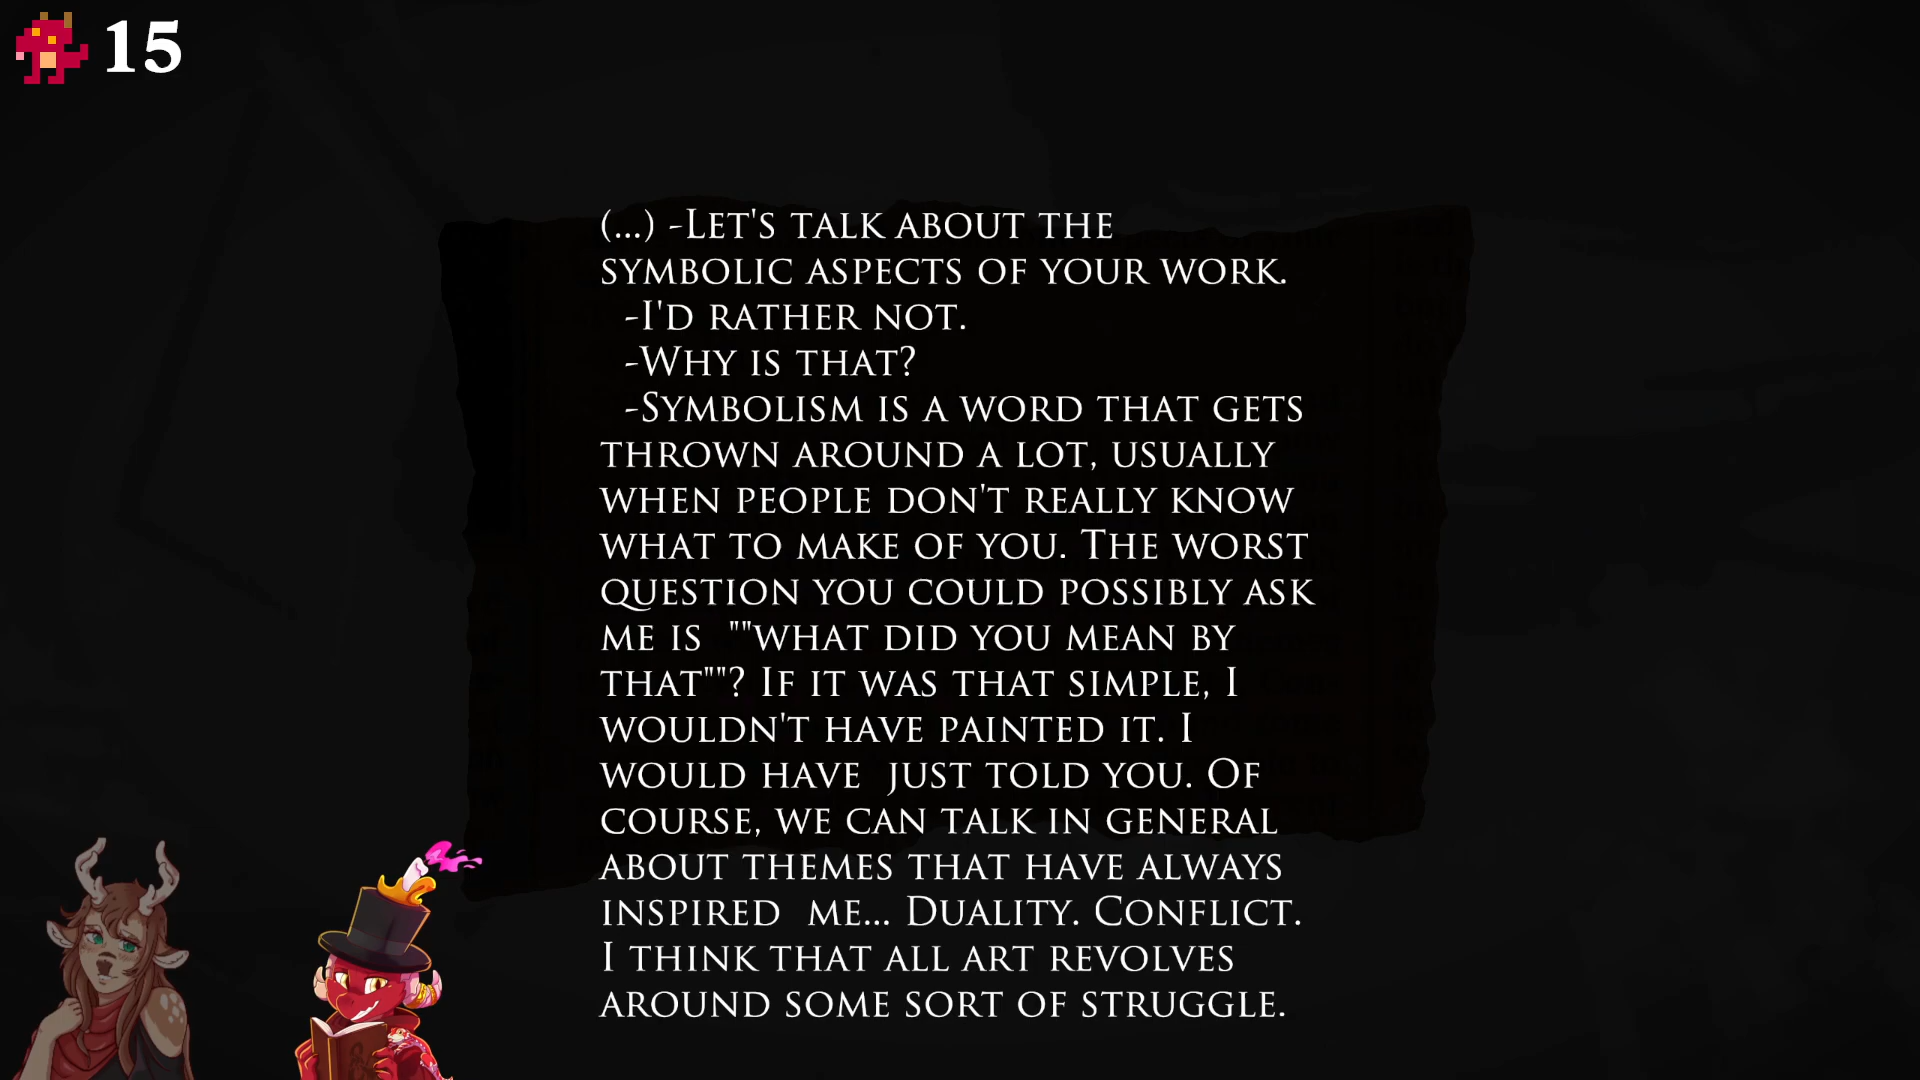 15
(...) -Let's talk about the
symbolic aspects of your work.
-I'd rather not.
-Why is that?
-Symbolism is a word that gets
thrown around a lot, usually
when people don't really know
what to make of you. The worst
question you could possibly ask
me is  ""what did you mean by
that""? If it was that simple, I
wouldn't have painted it. I
would have  just told you. Of
course, we can talk in general
about themes that have always
inspired  me... Duality. Conflict.
I think that all art revolves
around some sort of struggle.